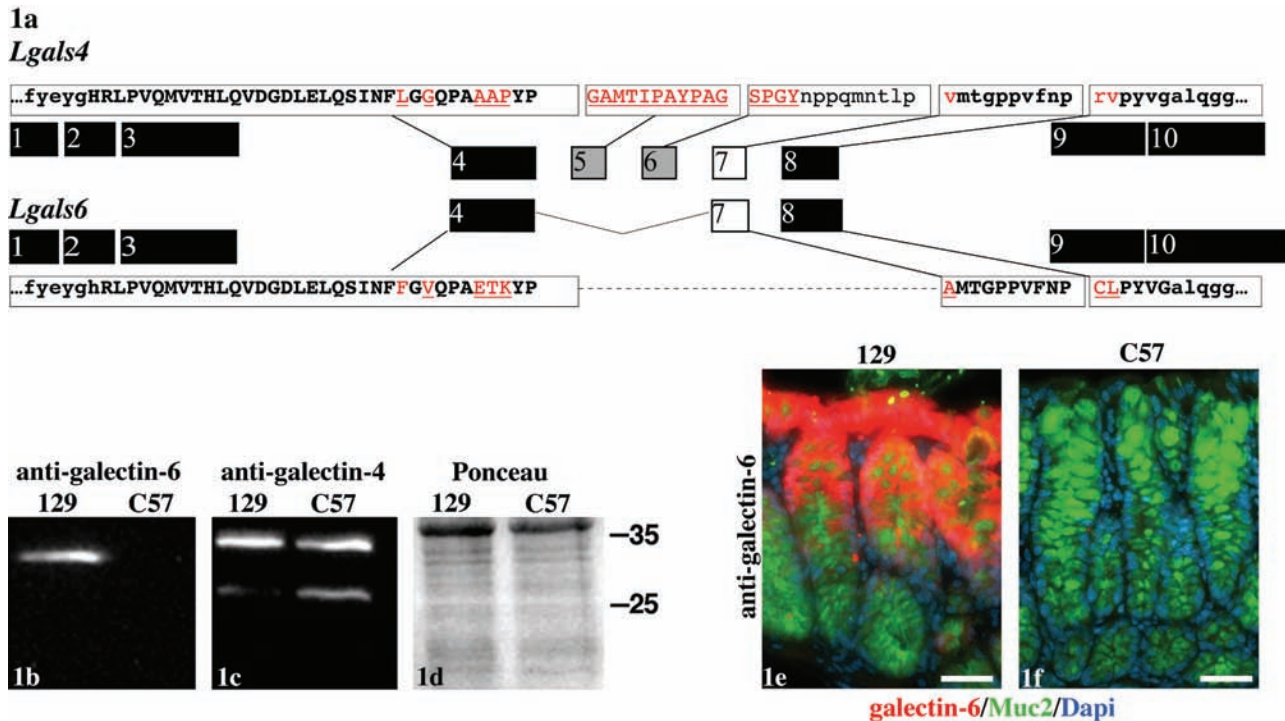 1a
Lgals4
...fyeygHRLPVQMVTHLQVDGDLELQSINFLGGQPAAAPYP GAMTIPAYPAG SPGYnppqmntlp vmtgppvfnp rvpyvgalqgg...
1 2 3 4 5 6 7 8 9 10
Lgals6
4 7 8
1 2 3 9 10
...fyeyghRLPVQMVTHLQVDGDLELQSINFFGVQPAETKYP AMTGPPVFNP CLPYVGalqgg...
anti-galectin-6 anti-galectin-4 Ponceau
129 C57 129 C57 129 C57
–35
–25
1b 1c 1d
129 C57
anti-galectin-6
1e 1f
galectin-6/Muc2/Dapi